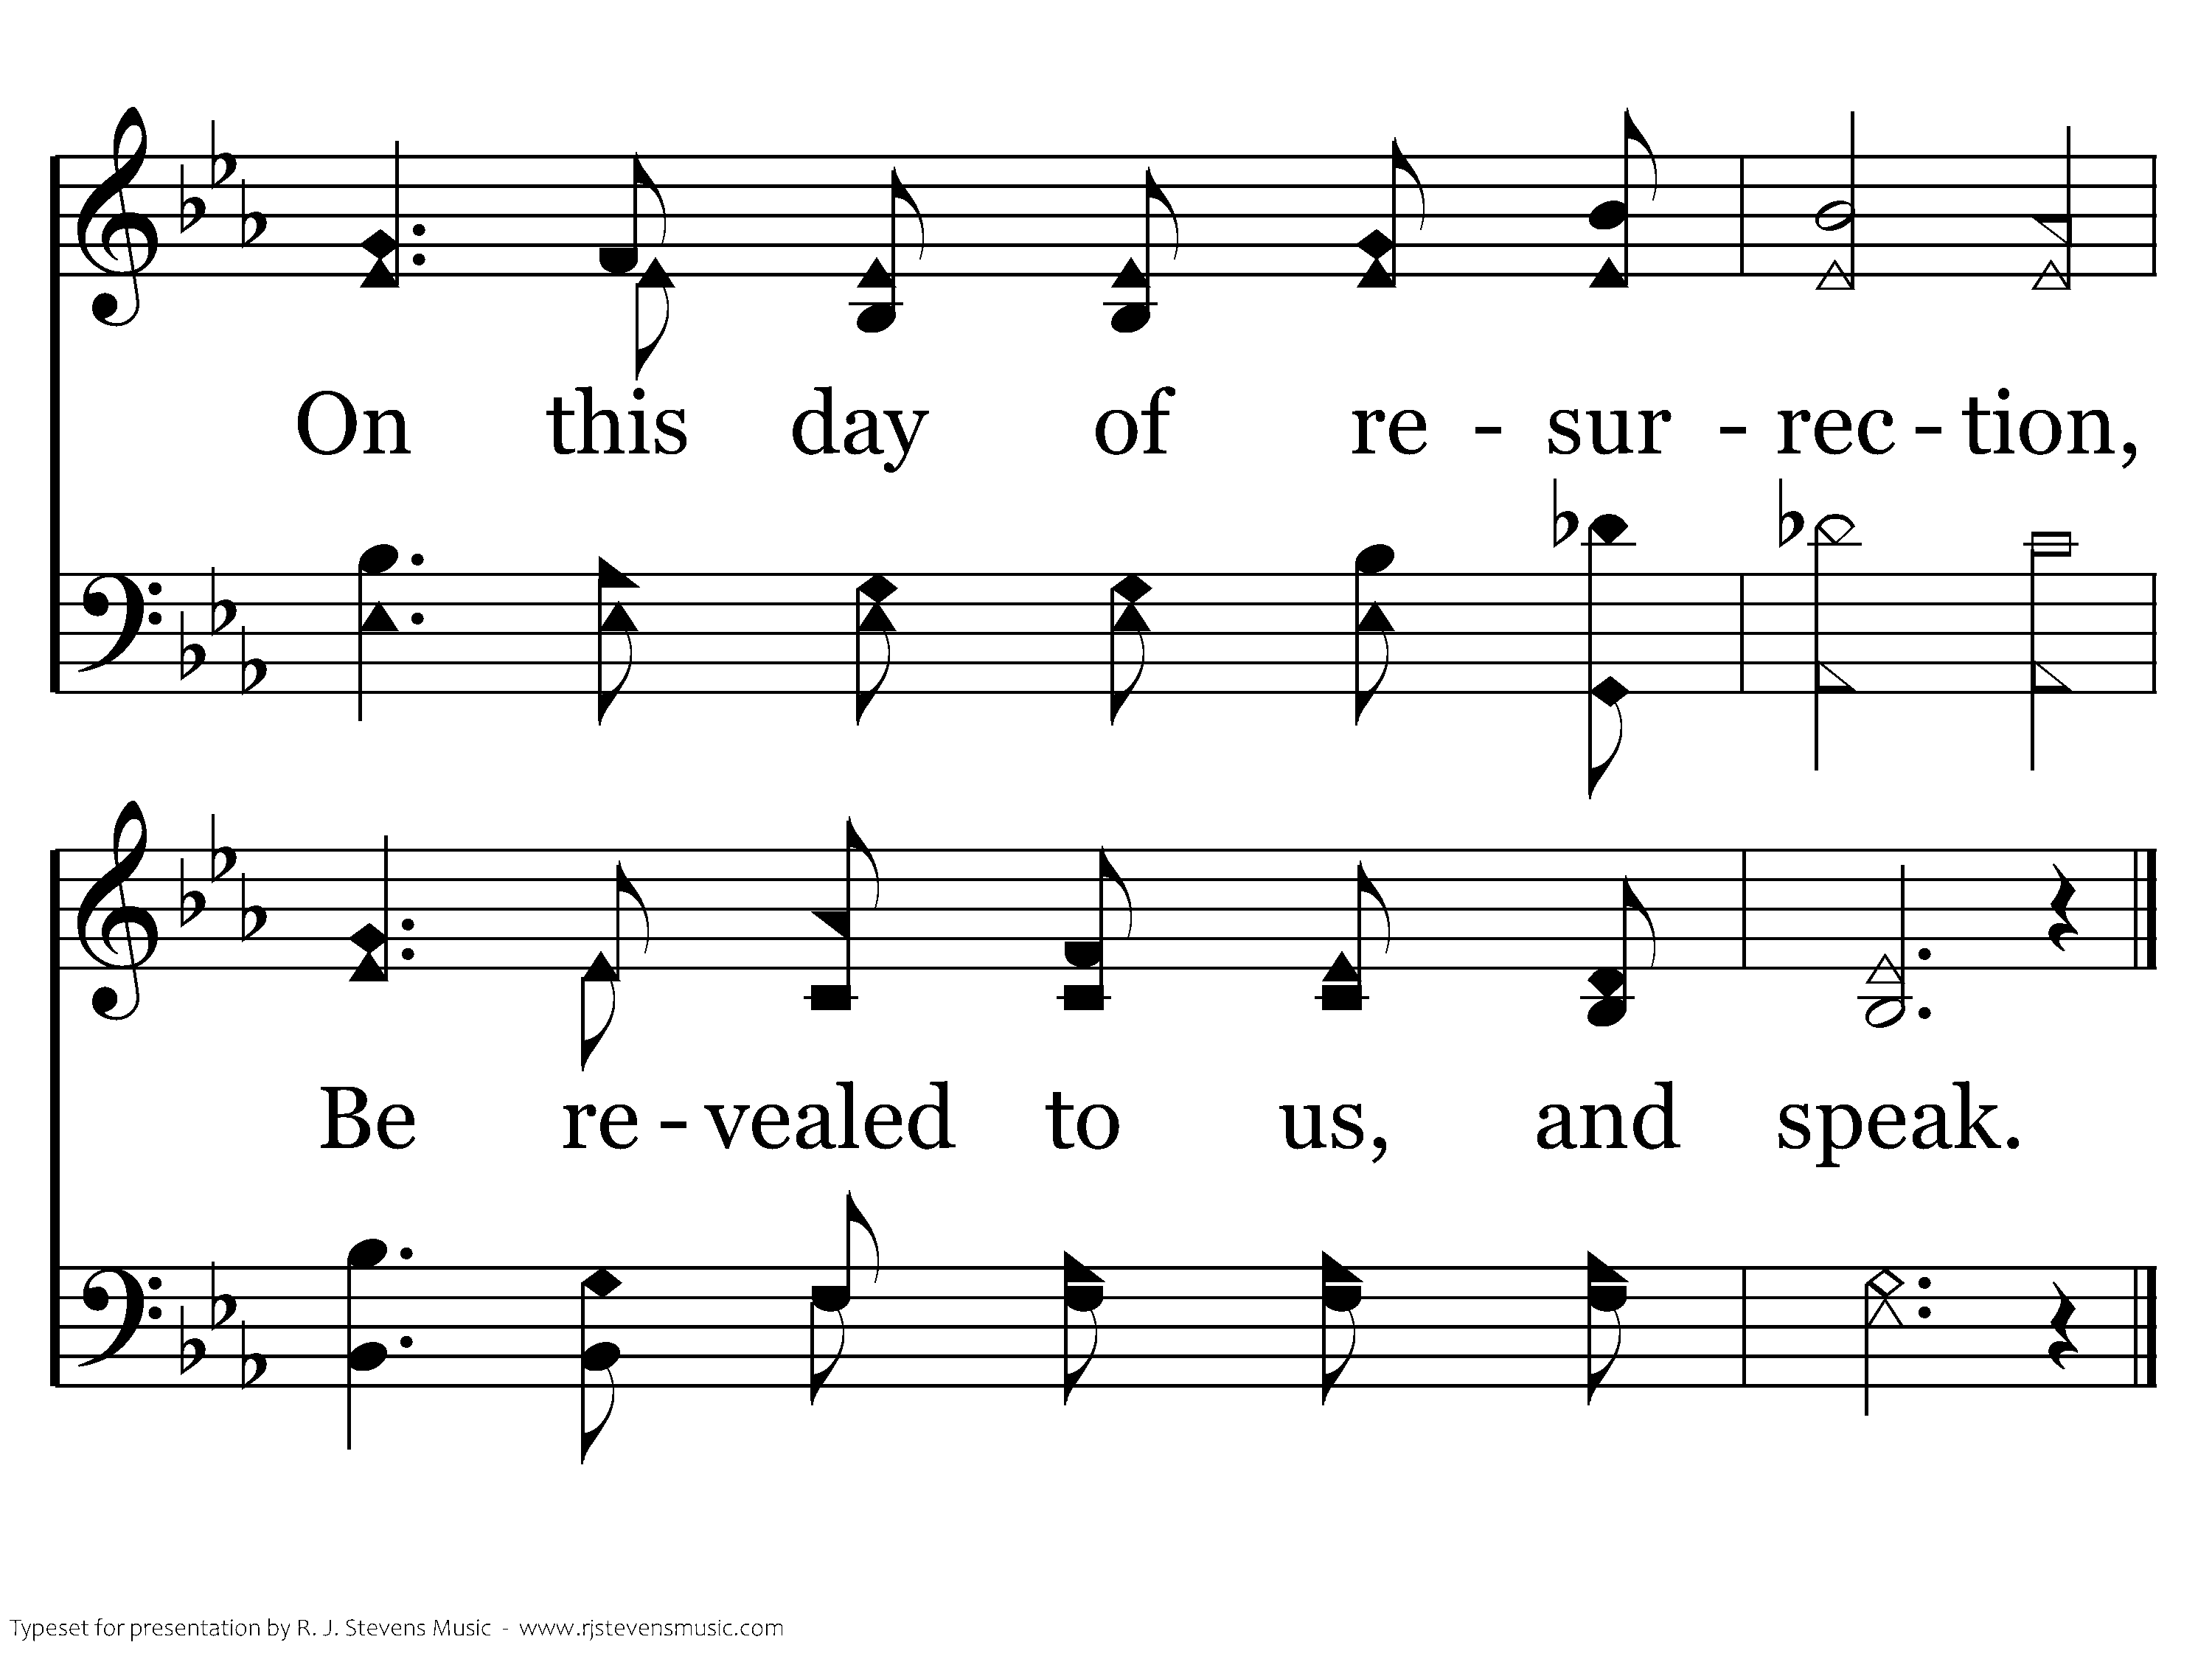 On this day of re - sur - rec - tion,
Be re - vealed to us, and speak.
Typeset for presentation by R. J. Stevens Music - www.rjstevensmusic.com